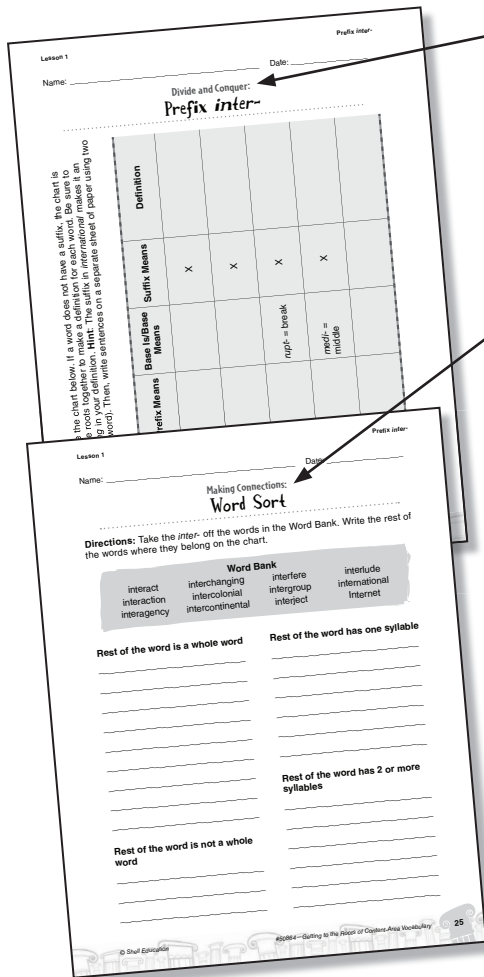 Lesson 1
Prefix inter-
Name:
Date:
Divide and Conquer:
Prefix inter-
the chart below. If a word does not have a suffix, the chart is
roots together to make a definition for each word. Be sure to
in your definition. Hint: The suffix in international makes it an
word). Then, write sentences on a separate sheet of paper using two
Prefix Means
Base Is/Base Means
Suffix Means
Definition
X
X
rupt- = break
X
medi- =
middle
X
Lesson 1
Prefix inter-
Name:
Date:
Making Connections:
Word Sort
Directions: Take the inter- off the words in the Word Bank. Write the rest of
the words where they belong on the chart.
Word Bank
interact interchanging interfere interlude
interaction intercolonial intergroup international
interagency intercontinental interject Internet
Rest of the word is a whole word
Rest of the word has one syllable
Rest of the word has 2 or more
syllables
Rest of the word is not a whole
word
© Shell Education
#50864—Getting to the Roots of Content-Area Vocabulary
25